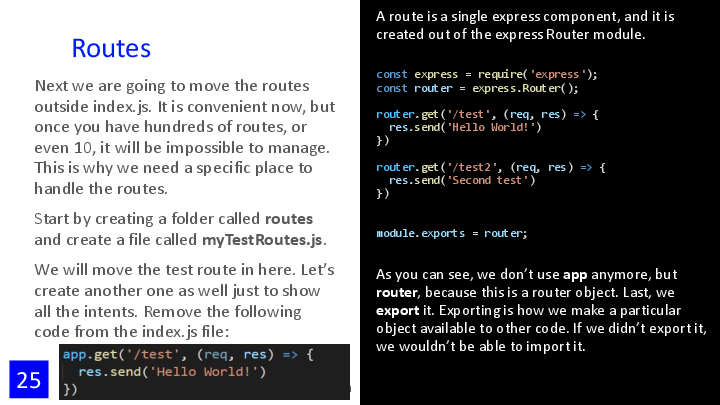 Routes
Next we are going to move the routes
outside index.js. It is convenient now, but
once you have hundreds of routes, or
even 10, it will be impossible to manage.
This is why we need a specific place to
handle the routes.
Start by creating a folder called routes
and create a file called myTestRoutes.js.
We will move the test route in here. Let's
create another one as well just to show
all the intents. Remove the following
code from the index.js file:
app.get('/test', (req, res) => {
res.send('Hello World!')
})
25
A route is a single express component, and it is
created out of the express Router module.
const express = require('express');
const router = express.Router();
router.get('/test', (req, res) => {
res.send('Hello World!')
})
router.get('/test2', (req, res) => {
res.send('Second test')
})
module.exports = router;
As you can see, we don't use app anymore, but
router, because this is a router object. Last, we
export it. Exporting is how we make a particular
object available to other code. If we didn't export it,
we wouldn't be able to import it.